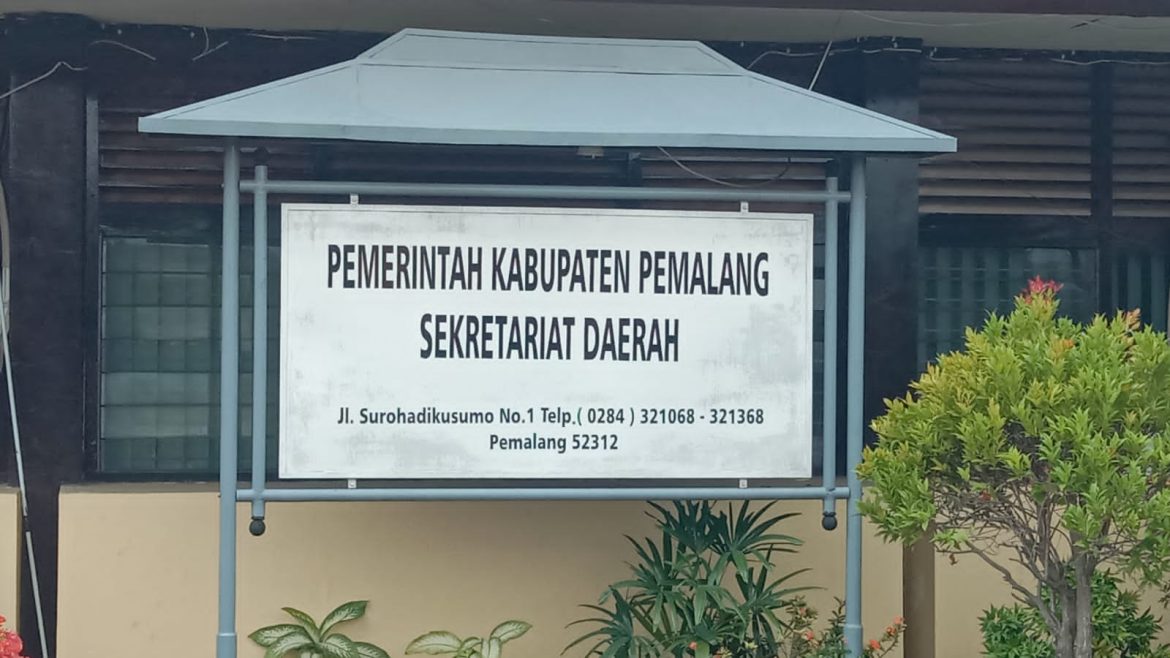 PEMERINTAH KABUPATEN PEMALANG
SEKRETARIAT DAERAH
Jl. Surohadikusumo No.1 Telp.( 0284 ) 321068 - 321368
Pemalang 52312